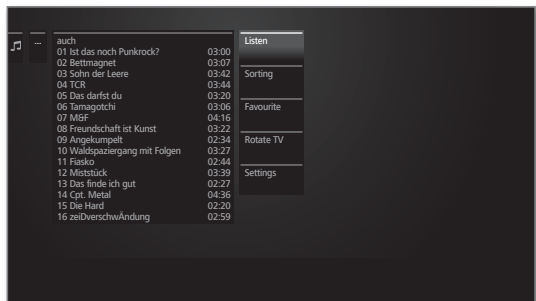 ...
auch
01 Ist das noch Punkrock? 03:00
02 Bettmagnet 03:07
03 Sohn der Leere 03:42
04 TCR 03:44
05 Das darfst du 03:20
06 Tamagotchi 03:06
07 M&F 04:16
08 Freundschaft ist Kunst 03:22
09 Angekumpelt 02:34
10 Waldspaziergang mit Folgen 03:27
11 Fiasko 02:44
12 Miststück 03:39
13 Das finde ich gut 02:27
14 Cpt. Metal 04:36
15 Die Hard 02:20
16 zeiDverschwÄndung 02:59
Listen
Sorting
Favourite
Rotate TV
Settings